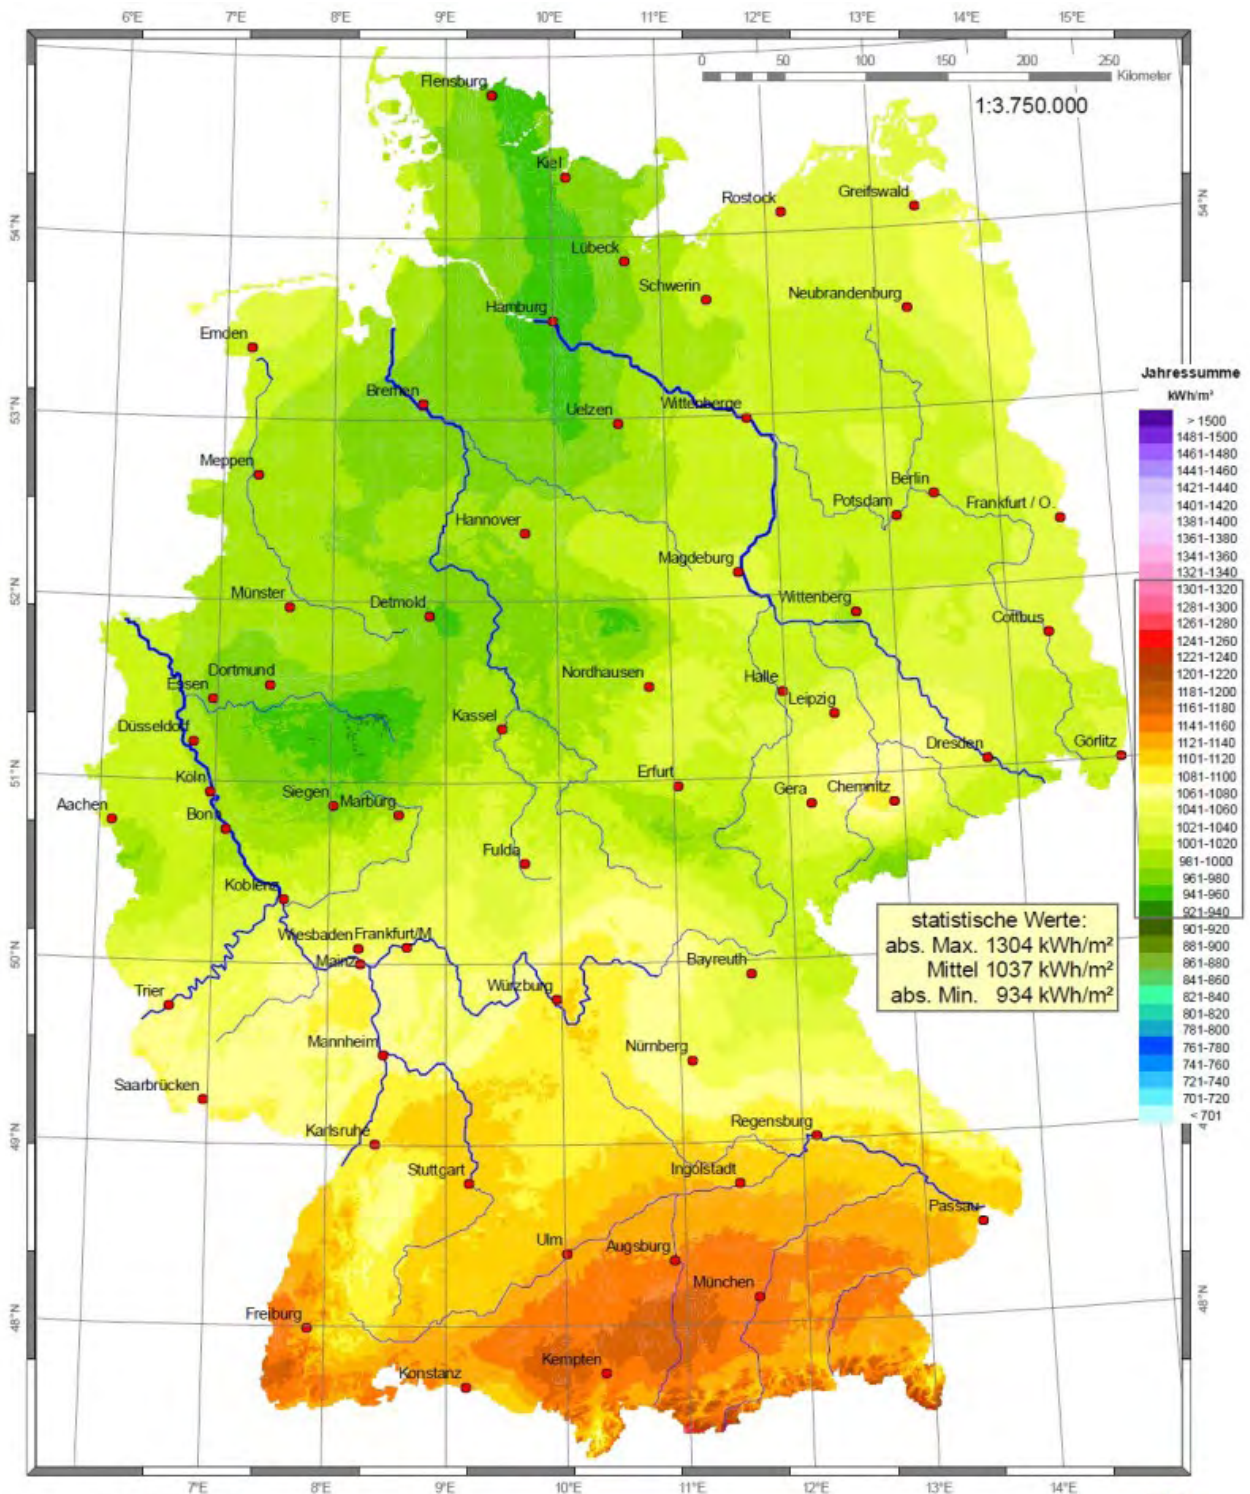 6°E 7°E 8°E 9°E 10°E 11°E 12°E 13°E 14°E 15°E
0 50 100 150 200 250
Kilometer
1:3.750.000
Flensburg
Kiel
Greifswald
Rostock
54°N
54°N
Lübeck
Schwerin
Neubrandenburg
Hamburg
Emden
Bremen
Wittenberge
Uelzen
53°N
Meppen
Berlin
Potsdam
Frankfurt / O.
Hannover
Magdeburg
Münster
Detmold
Wittenberg
52°N
Cottbus
Dortmund
Essen
Nordhausen
Halle
Leipzig
Düsseldorf
Kassel
Dresden
Görlitz
Köln
Erfurt
51°N
Siegen
Marburg
Gera
Chemnitz
Aachen
Bonn
Fulda
Koblenz
Wiesbaden
Frankfurt/M.
Mainz
50°N
Bayreuth
Trier
Würzburg
Mannheim
Nürnberg
Saarbrücken
Karlsruhe
Regensburg
49°N
Stuttgart
Ingolstadt
Passau
Ulm
Augsburg
München
Freiburg
48°N
48°N
Kempten
Konstanz
7°E 8°E 9°E 10°E 11°E 12°E 13°E 14°E
Jahressumme
kWh/m²
> 1500
1481-1500
1461-1480
1441-1460
1421-1440
1401-1420
1381-1400
1361-1380
1341-1360
1321-1340
1301-1320
1281-1300
1261-1280
1241-1260
1221-1240
1201-1220
1181-1200
1161-1180
1141-1160
1121-1140
1101-1120
1081-1100
1061-1080
1041-1060
1021-1040
1001-1020
981-1000
961-980
941-960
921-940
901-920
881-900
861-880
841-860
821-840
801-820
781-800
761-780
741-760
721-740
701-720
< 701
statistische Werte:
abs. Max. 1304 kWh/m²
Mittel 1037 kWh/m²
abs. Min. 934 kWh/m²